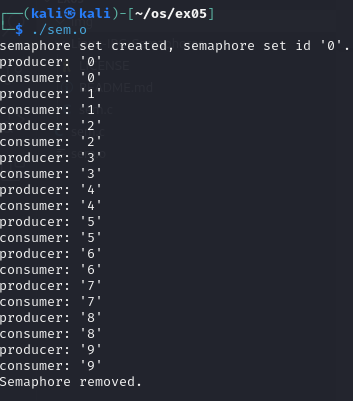 ┌──(kali㉿kali)-[~/os/ex05]
└─$ ./sem.o
semaphore set created, semaphore set id '0'.
producer: '0'
consumer: '0'
producer: '1'
consumer: '1'
producer: '2'
consumer: '2'
producer: '3'
consumer: '3'
producer: '4'
consumer: '4'
producer: '5'
consumer: '5'
producer: '6'
consumer: '6'
producer: '7'
consumer: '7'
producer: '8'
consumer: '8'
producer: '9'
consumer: '9'
Semaphore removed.